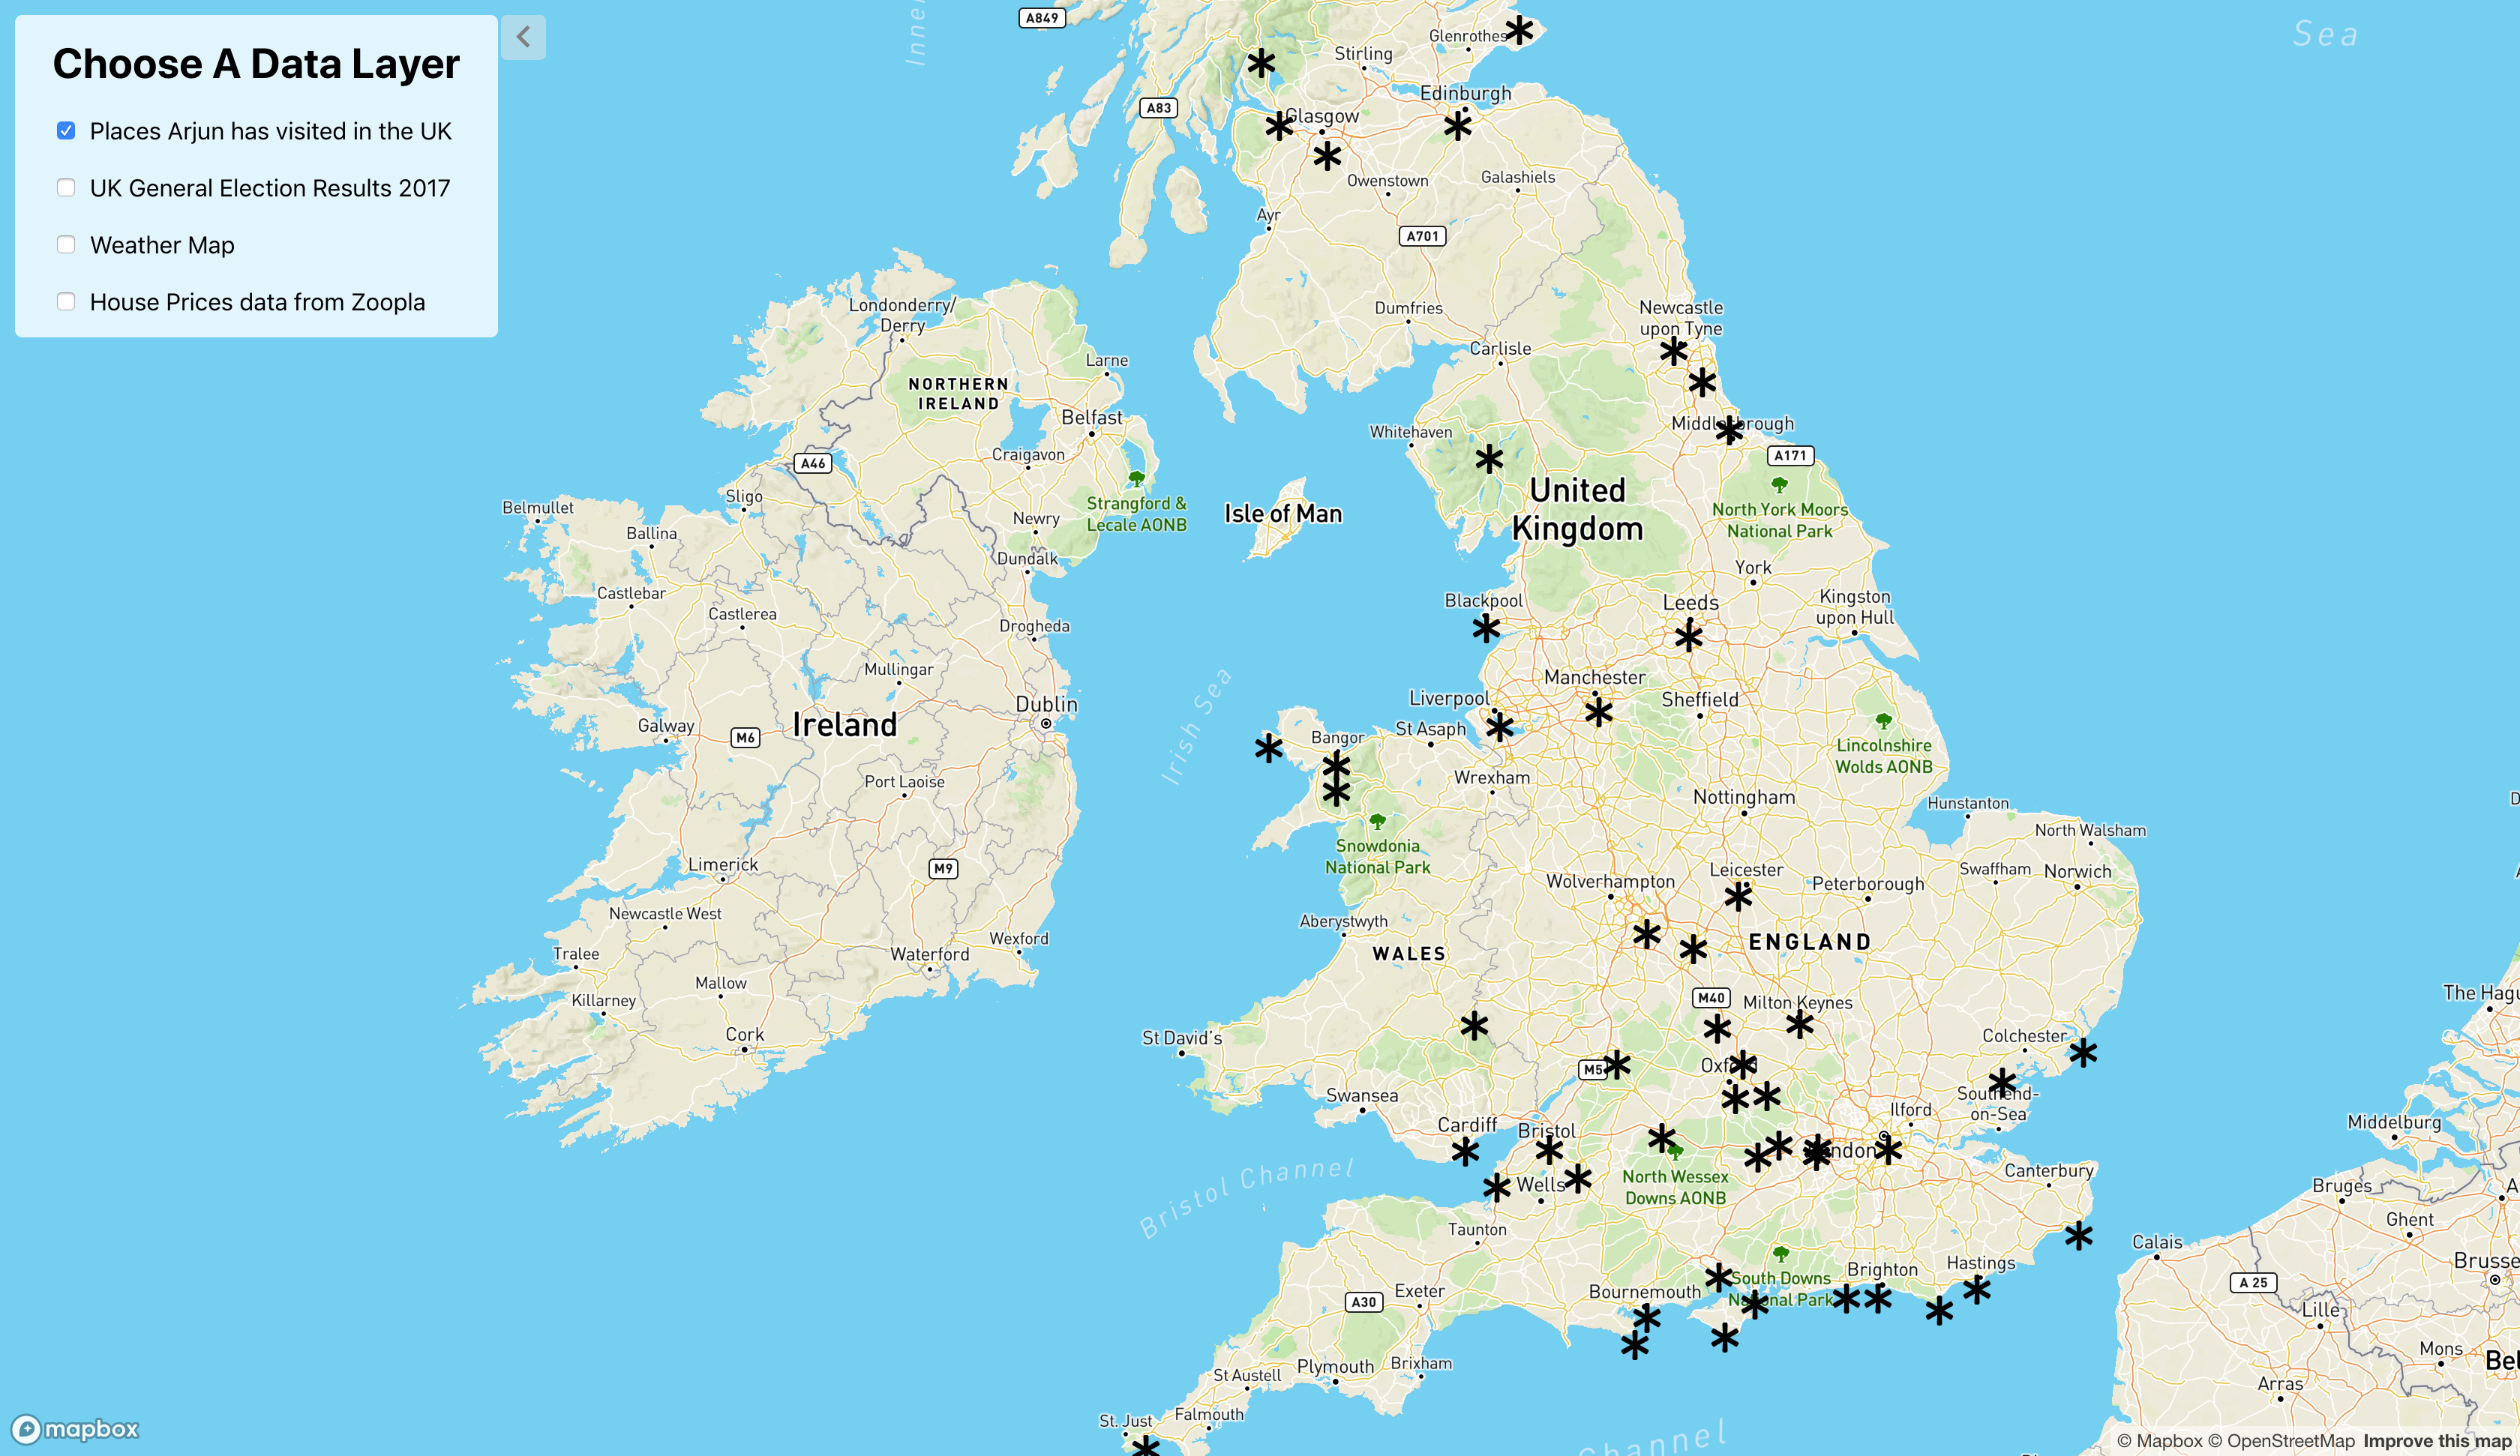 Choose A Data Layer
Places Arjun has visited in the UK
UK General Election Results 2017
Weather Map
House Prices data from Zoopla
A849
Sea
Glenrothes
Stirling
Edinburgh
A83
Glasgow
Owenstown
Galashiels
Ayr
A701
Londonderry/
Derry
Dumfries
Newcastle
upon Tyne
Carlisle
Larne
NORTHERN
IRELAND
Belfast
Whitehaven
Middlesbrough
A171
Craigavon
A46
Strangford &
Lecale AONB
United
Kingdom
North York Moors
National Park
Isle of Man
Sligo
Belmullet
Newry
Ballina
Dundalk
York
Castlebar
Castlerea
Drogheda
Blackpool
Leeds
Kingston
upon Hull
Mullingar
Irish Sea
Manchester
Liverpool
Sheffield
Dublin
Galway
M6
Ireland
Bangor
St Asaph
Lincolnshire
Wolds AONB
Port Laoise
Wrexham
Nottingham
Hunstanton
North Walsham
Snowdonia
National Park
Limerick
M9
Leicester
Wolverhampton
Peterborough
Swaffham
Norwich
Newcastle West
Aberystwyth
Wexford
WALES
ENGLAND
Tralee
Waterford
Mallow
Killarney
M40
Milton Keynes
The Hagu
Cork
St David's
Colchester
M5
Oxford
Swansea
Southend-
on-Sea
Ilford
Cardiff
Bristol
Middelburg
London
Bristol Channel
Wells
North Wessex
Downs AONB
Canterbury
Bruges
Ghent
Taunton
Calais
Brusse
Hastings
Brighton
South Downs
National Park
A 25
Bournemouth
A30
Exeter
Lille
Mons
Bel
Plymouth
Brixham
St Austell
Arras
St. Just
Falmouth
Channel
mapbox
© Mapbox © OpenStreetMap Improve this map